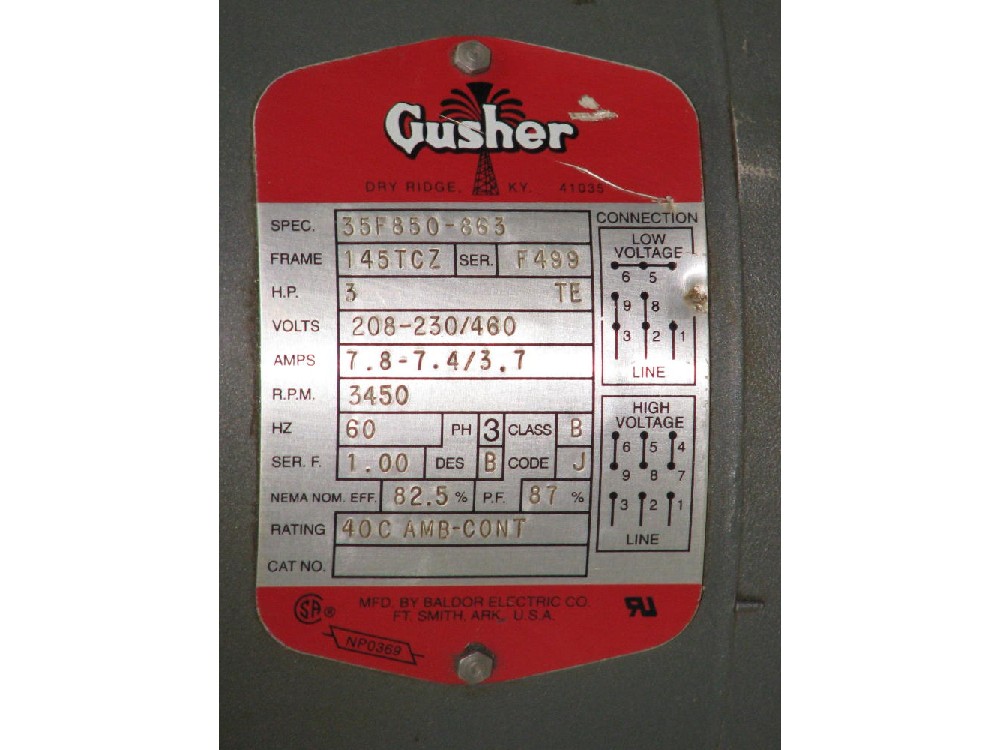 Gusher
DRY RIDGE, KY. 41035
SPEC. 35F850-863
FRAME 145TCZ SER. F499
H.P. 3 TE
VOLTS 208-230/460
AMPS 7.8-7.4/3.7
R.P.M. 3450
HZ 60 PH 3 CLASS B
SER. F. 1.00 DES B CODE J
NEMA NOM. EFF. 82.5 % P.F. 87 %
RATING 40C AMB-CONT
CAT NO.
CONNECTION
LOW
VOLTAGE
6 5
9 8
3 2 1
LINE
HIGH
VOLTAGE
6 5 4
9 8 7
3 2 1
LINE
SA ®
MFD. BY BALDOR ELECTRIC CO.
FT. SMITH, ARK., U.S.A.
RU
NP0369